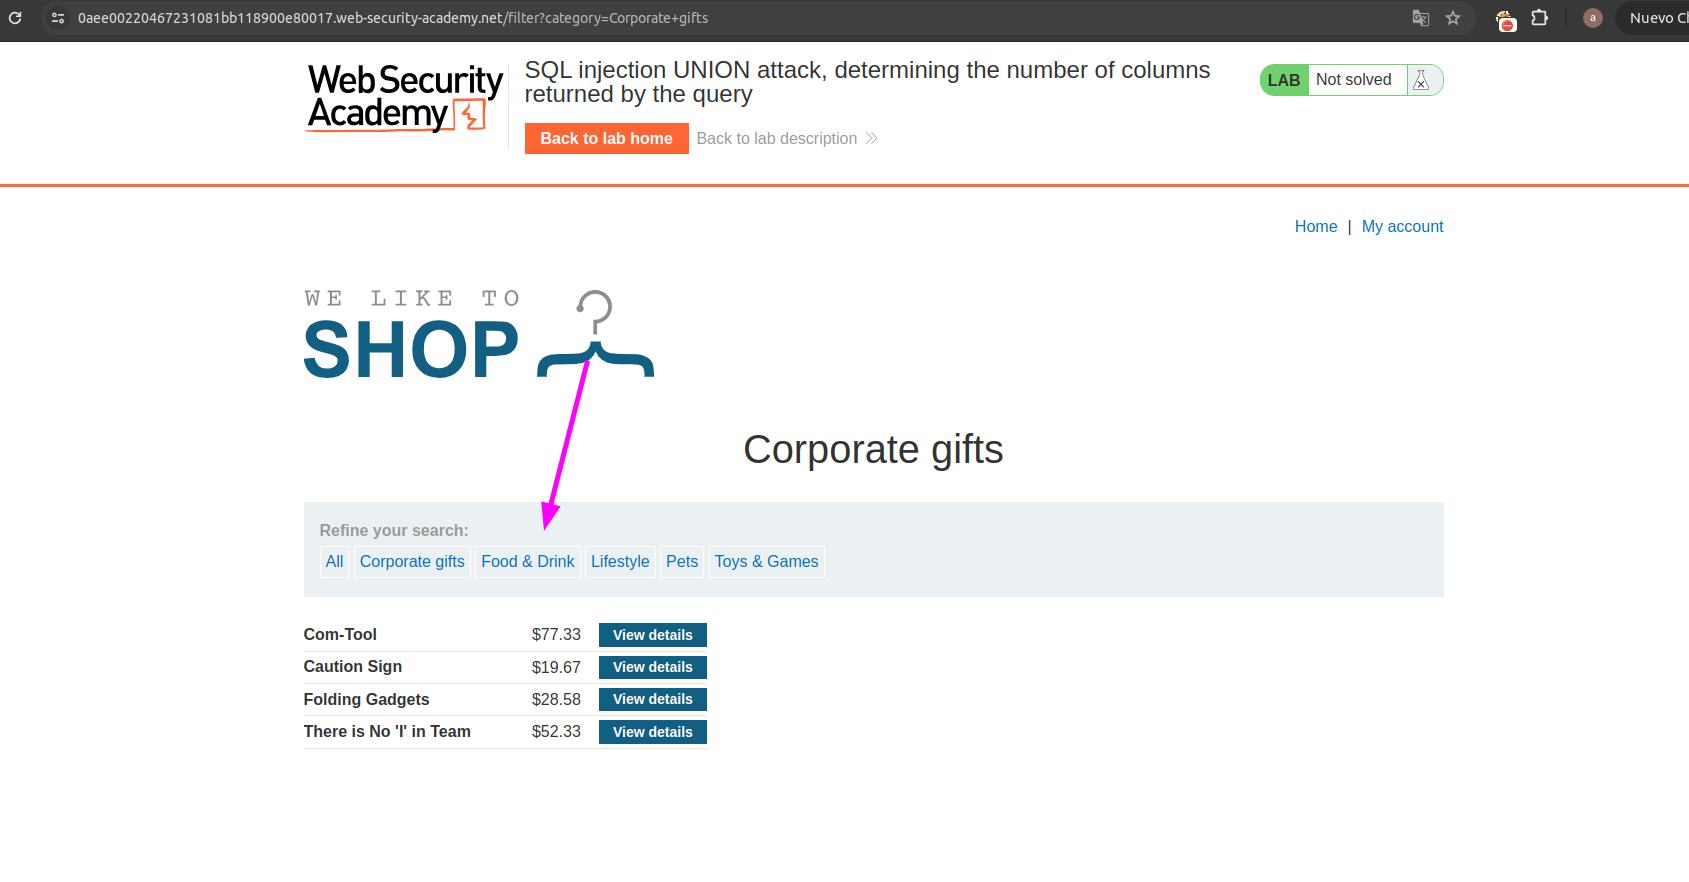 0aee00220467231081bb118900e80017.web-security-academy.net/filter?category=Corporate+gifts
a
Nuevo Ch
WebSecurity
Academy
SQL injection UNION attack, determining the number of columns
returned by the query
LAB Not solved
Back to lab home Back to lab description
Home | My account
WE LIKE TO
SHOP
Corporate gifts
Refine your search:
All Corporate gifts Food & Drink Lifestyle Pets Toys & Games
Com-Tool $77.33 View details
Caution Sign $19.67 View details
Folding Gadgets $28.58 View details
There is No 'I' in Team $52.33 View details